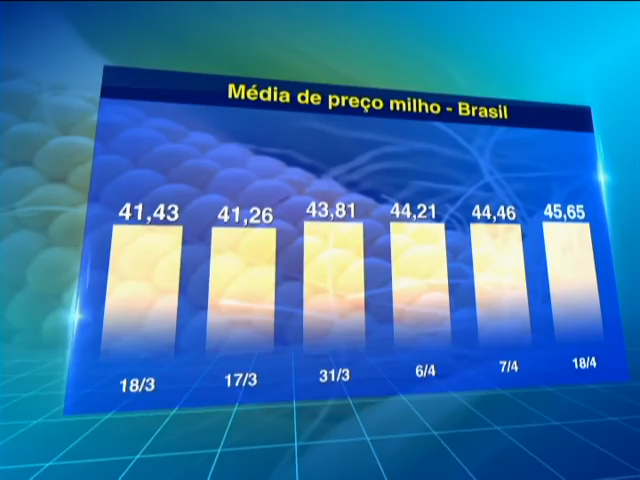 Média de preço milho - Brasil
41,43 41,26 43,81 44,21 44,46 45,65
18/3 17/3 31/3 6/4 7/4 18/4